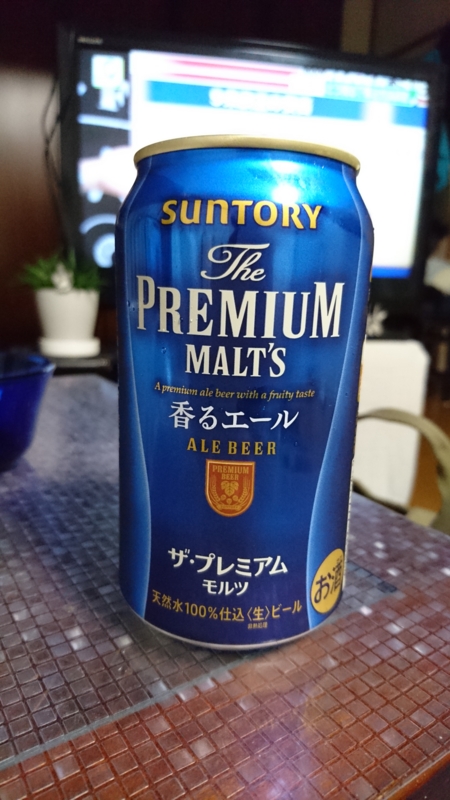 SUNTORY
The
PREMIUM
MALT'S
A premium ale beer with a fruity taste
香るエール
ALE BEER
PREMIUM
BEER
ザ・プレミアム
モルツ
天然水100%仕込〈生〉ビール
お酒